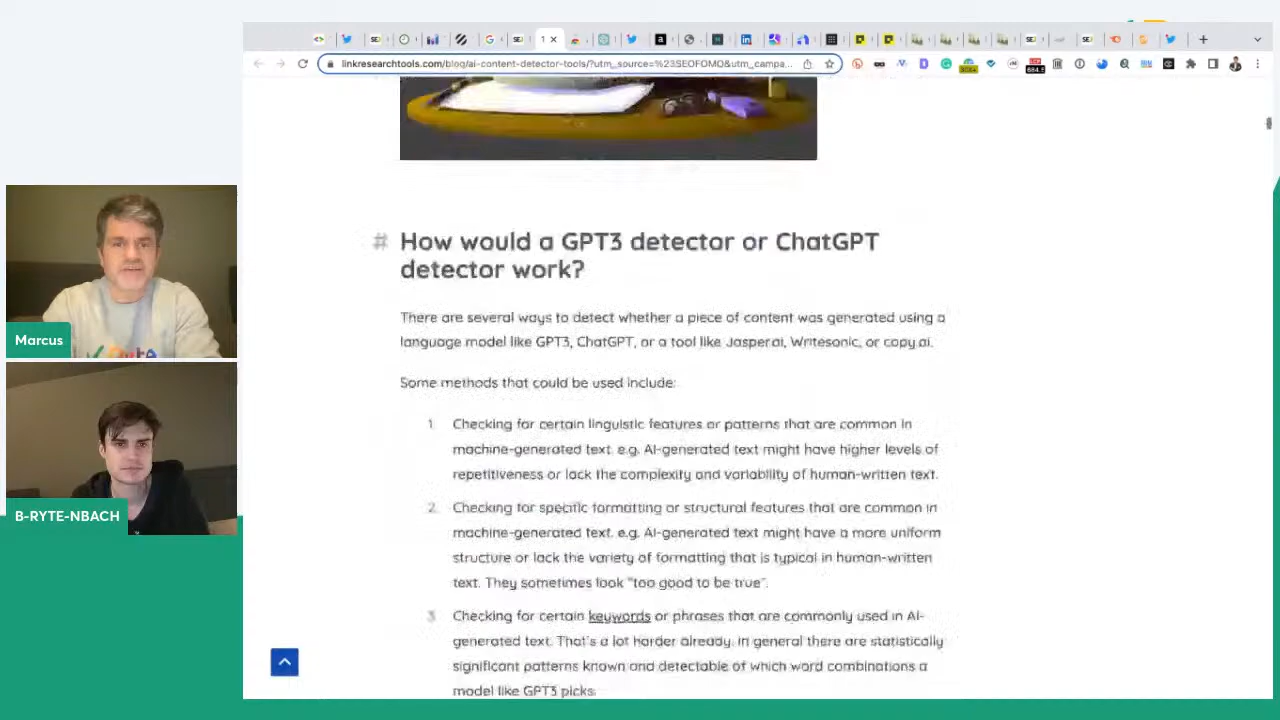 linkresearchtools.com/blog/ai-content-detector-tools/?utm_source=%23SEOFOMO&utm_campa...
# How would a GPT3 detector or ChatGPT
detector work?
There are several ways to detect whether a piece of content was generated using a
language model like GPT3, ChatGPT, or a tool like Jasper.ai, Writesonic, or copy.ai.
Some methods that could be used include:
1. Checking for certain linguistic features or patterns that are common in
machine-generated text. e.g. AI-generated text might have higher levels of
repetitiveness or lack the complexity and variability of human-written text.
2. Checking for specific formatting or structural features that are common in
machine-generated text. e.g. AI-generated text might have a more uniform
structure or lack the variety of formatting that is typical in human-written
text. They sometimes look "too good to be true".
3. Checking for certain keywords or phrases that are commonly used in AI-
generated text. That's a lot harder already. In general there are statistically
significant patterns known and detectable of which word combinations a
model like GPT3 picks.
Marcus
B-RYTE-NBACH